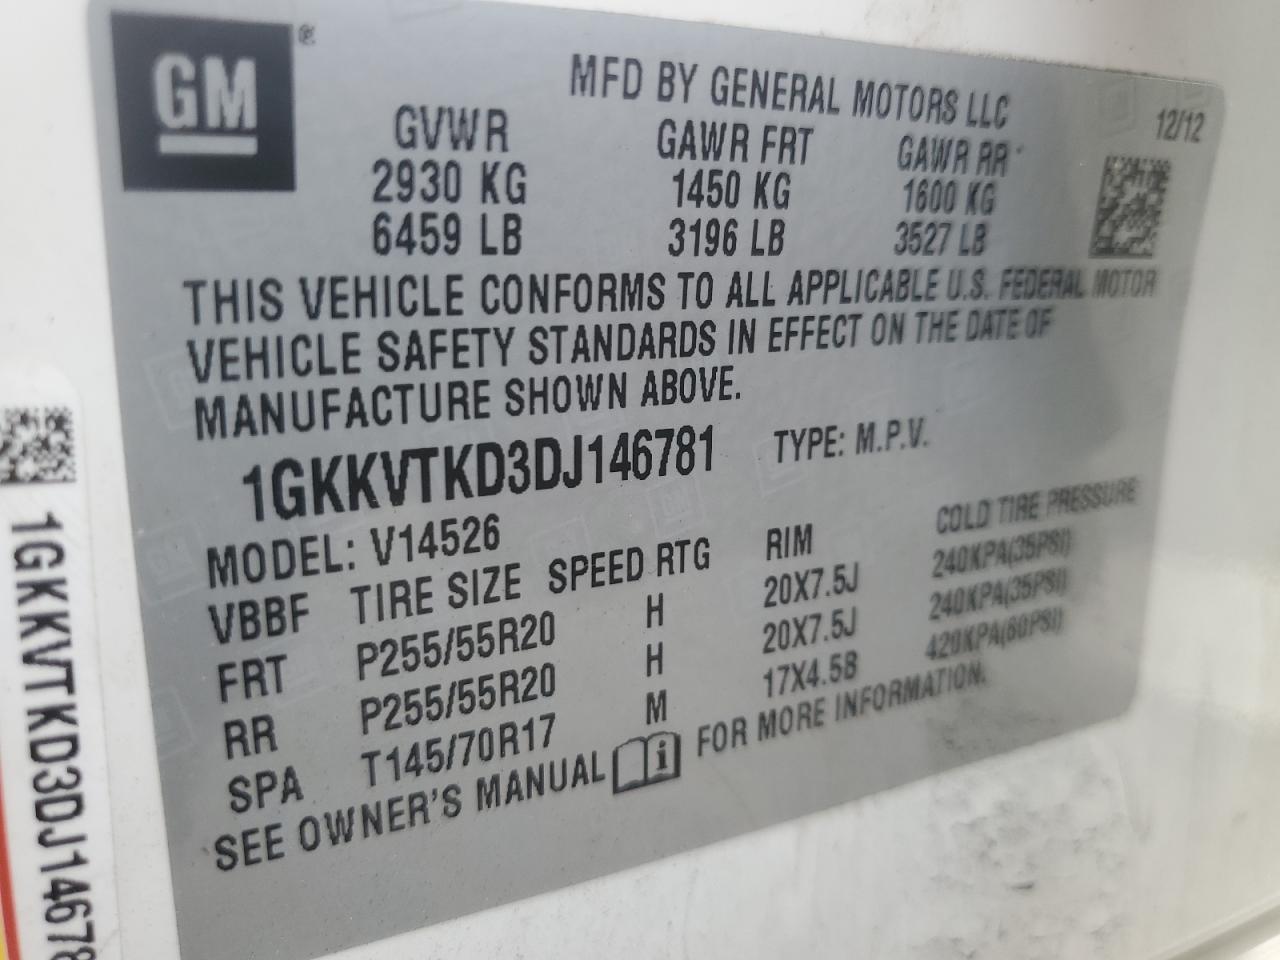 GM ®
MFD BY GENERAL MOTORS LLC
12/12
GVWR GAWR FRT GAWR RR
2930 KG 1450 KG 1600 KG
6459 LB 3196 LB 3527 LB
THIS VEHICLE CONFORMS TO ALL APPLICABLE U.S. FEDERAL MOTOR
VEHICLE SAFETY STANDARDS IN EFFECT ON THE DATE OF
MANUFACTURE SHOWN ABOVE.
1GKKVTKD3DJ146781 TYPE: M.P.V.
MODEL: V14526
VBBF TIRE SIZE SPEED RTG RIM COLD TIRE PRESSURE
FRT P255/55R20 H 20X7.5J 240KPA(35PSI)
RR P255/55R20 H 20X7.5J 240KPA(35PSI)
SPA T145/70R17 M 17X4.5B 420KPA(60PSI)
SEE OWNER'S MANUAL i FOR MORE INFORMATION.
1GKKVTKD3DJ14678